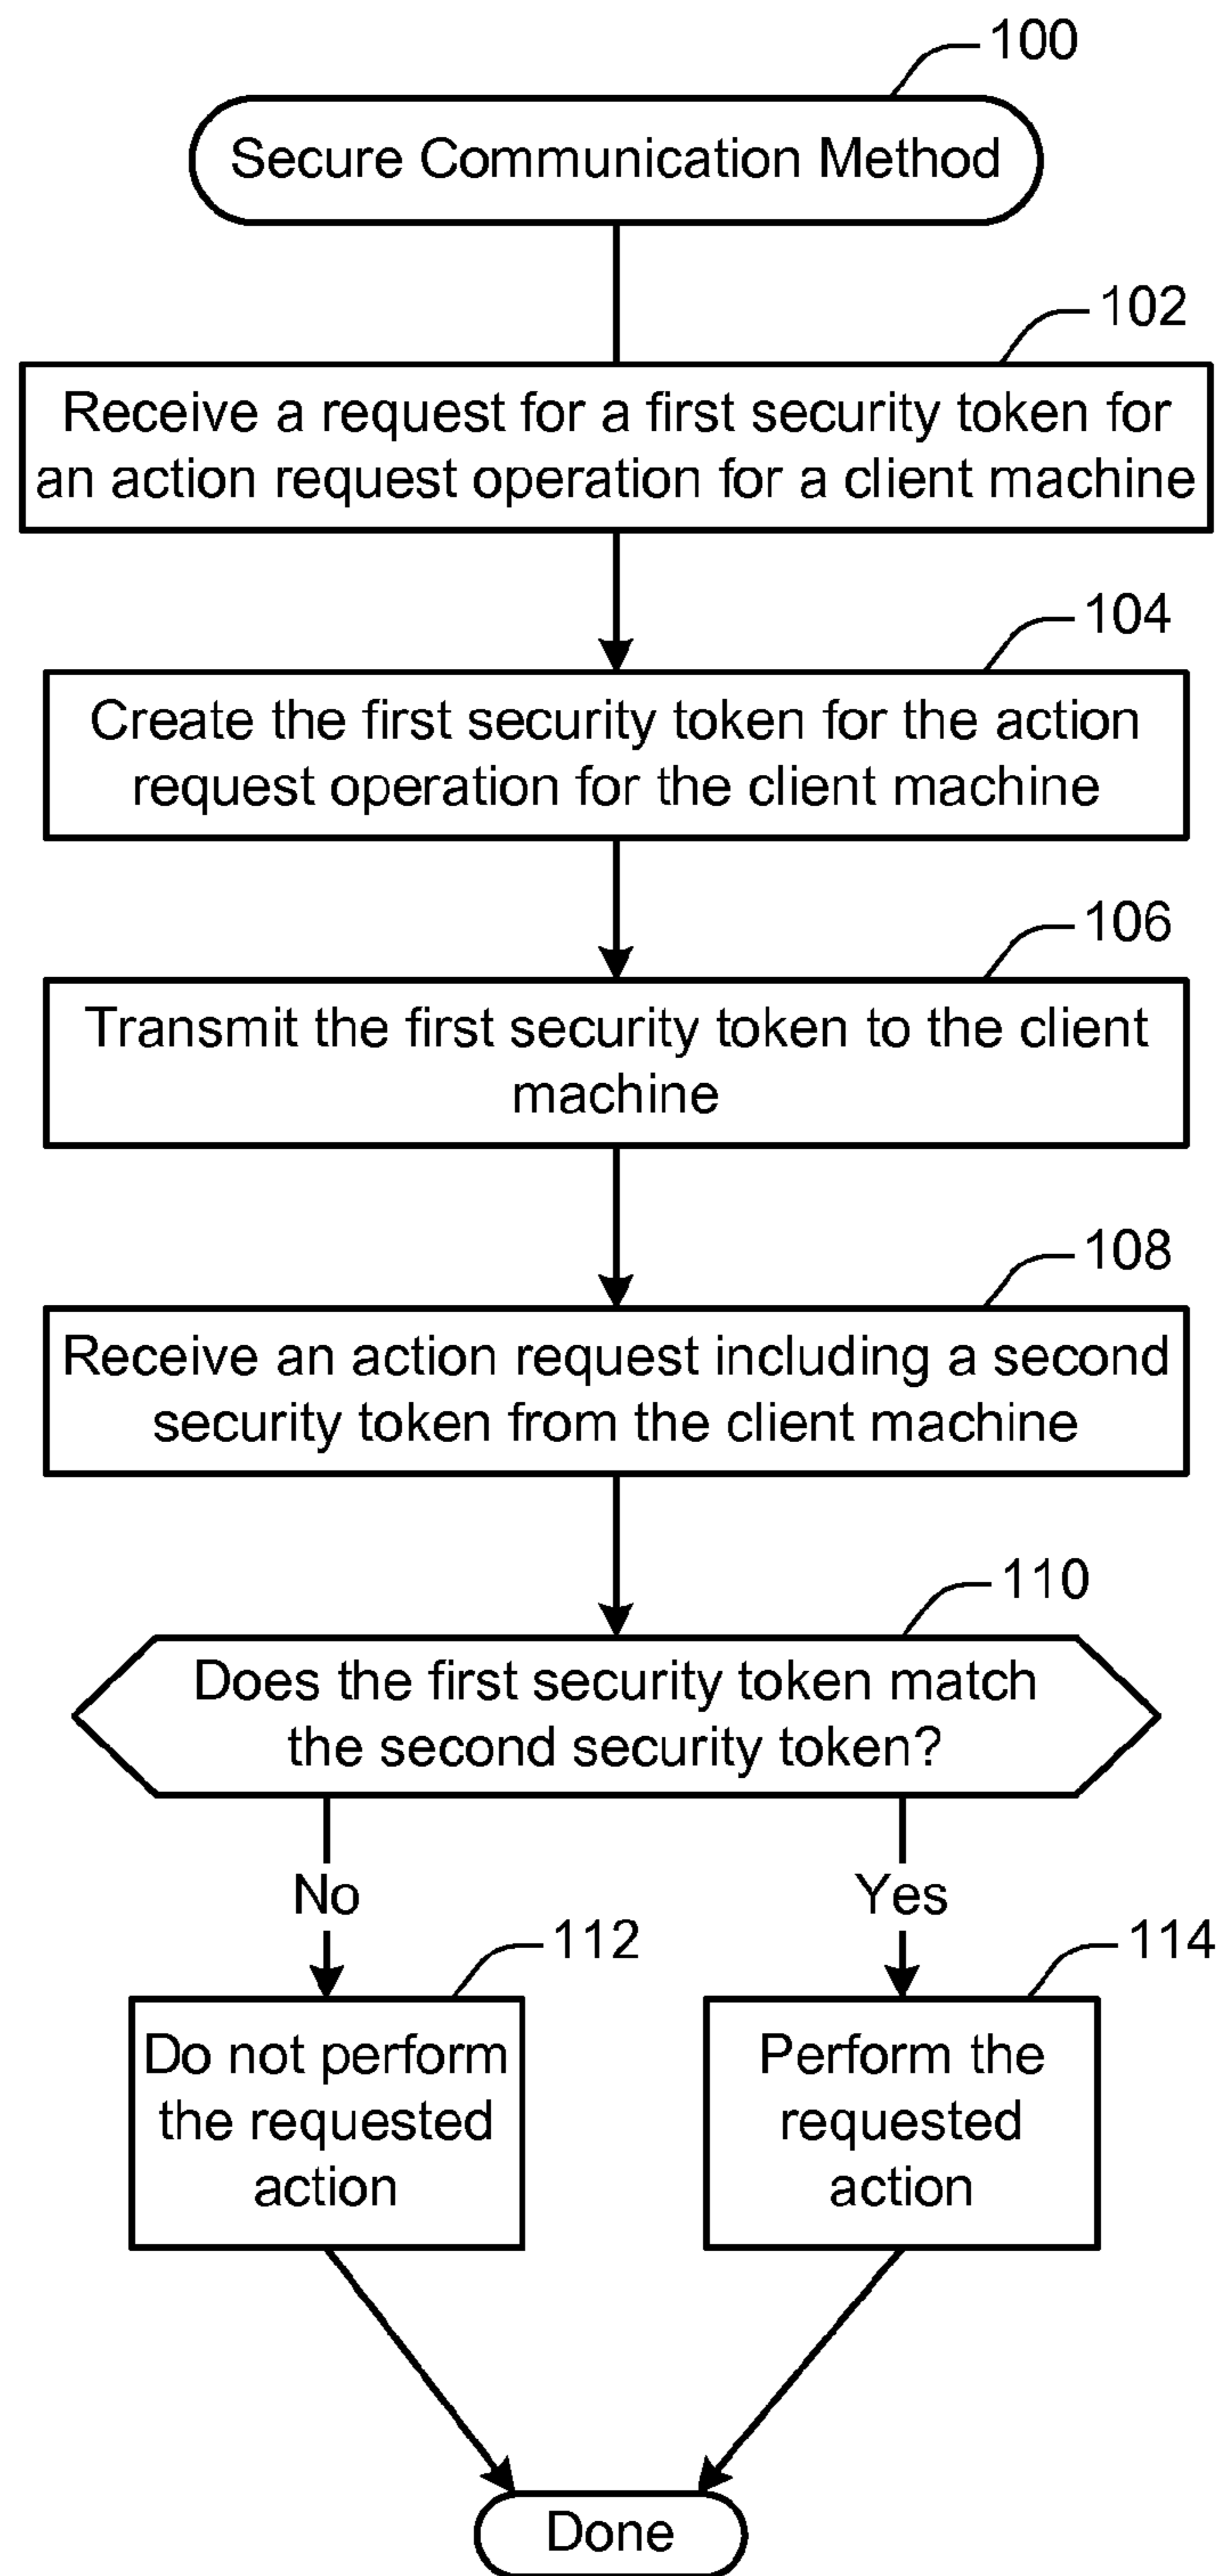 100
Secure Communication Method
102
Receive a request for a first security token for
an action request operation for a client machine
104
Create the first security token for the action
request operation for the client machine
106
Transmit the first security token to the client
machine
108
Receive an action request including a second
security token from the client machine
110
Does the first security token match
the second security token?
No
Yes
112
114
Do not perform
the requested
action
Perform the
requested
action
Done